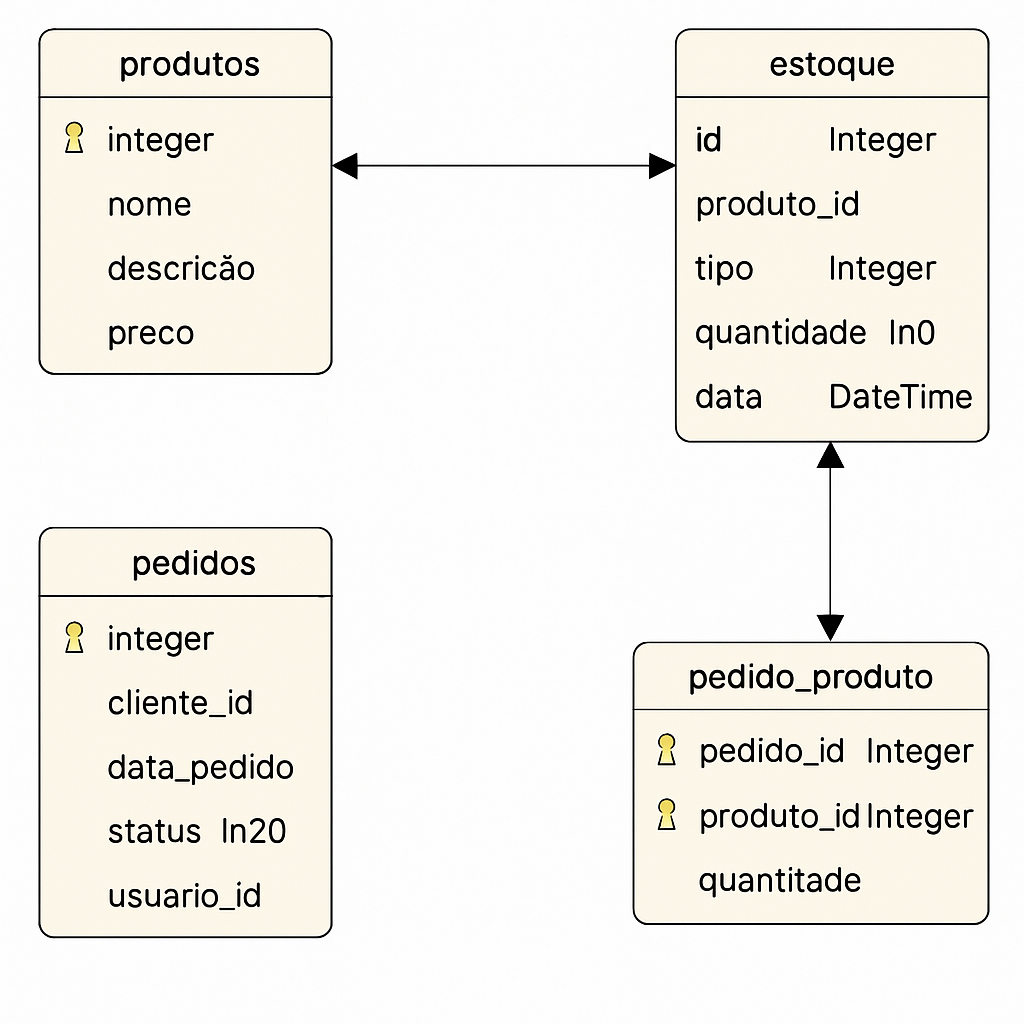 produtos
integer
nome
descricăo
preco
estoque
id Integer
produto_id
tipo Integer
quantidade In0
data DateTime
pedidos
integer
cliente_id
data_pedido
status In20
usuario_id
pedido_produto
pedido_id Integer
produto_id Integer
quantitade